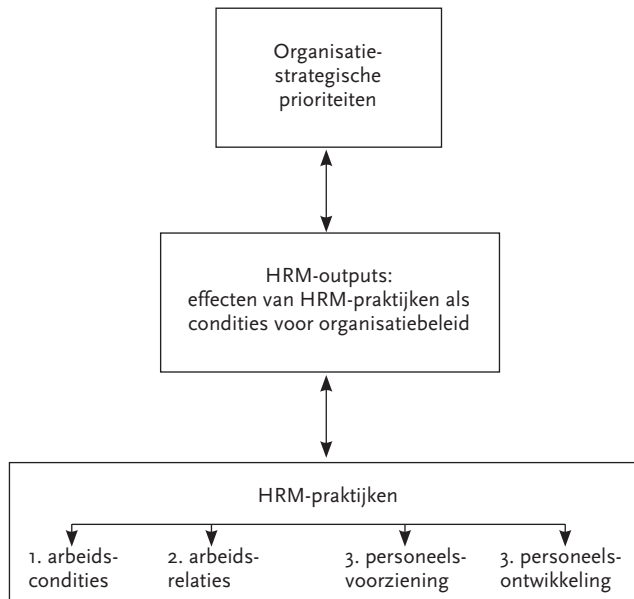 Organisatie-
strategische
prioriteiten
HRM-outputs:
effecten van HRM-praktijken als
condities voor organisatiebeleid
HRM-praktijken
1. arbeids-
condities
2. arbeids-
relaties
3. personeels-
voorziening
3. personeels-
ontwikkeling